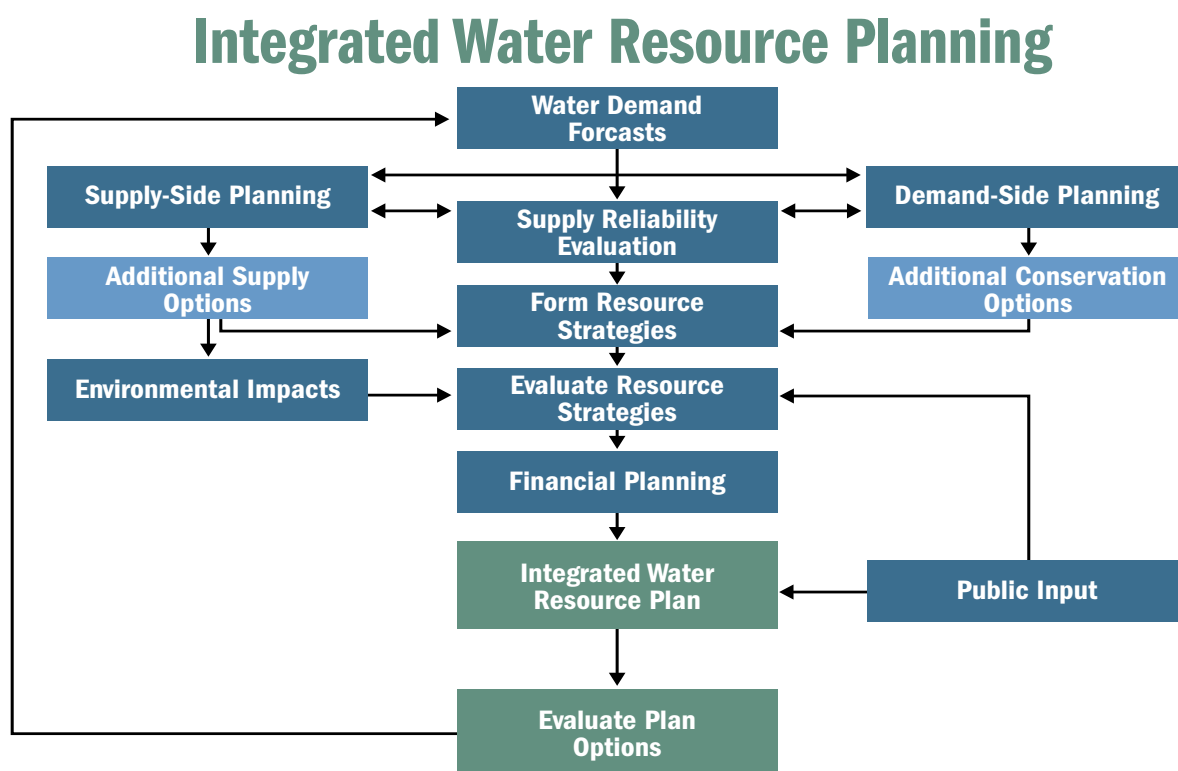 Integrated Water Resource Planning
Water Demand
Forcasts
Supply-Side Planning
Demand-Side Planning
Supply Reliability
Evaluation
Additional Supply
Options
Additional Conservation
Options
Form Resource
Strategies
Environmental Impacts
Evaluate Resource
Strategies
Financial Planning
Integrated Water
Resource Plan
Public Input
Evaluate Plan
Options